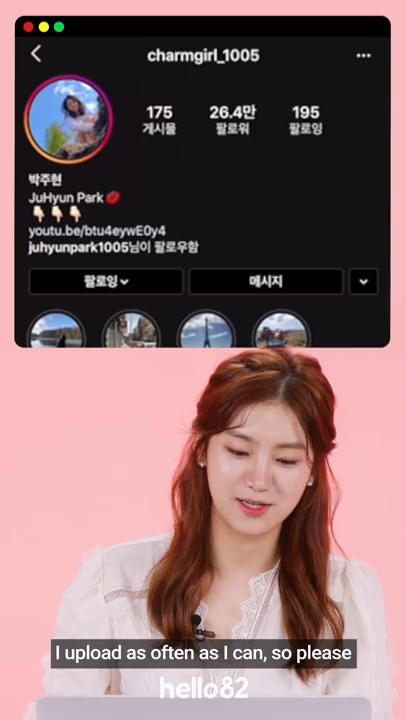 charmgirl_1005
175 26.4만 195
게시물 팔로워 팔로잉
박주현
JuHyun Park 💋
👇🏻👇🏻👇🏻
youtu.be/btu4eywE0y4
juhyunpark1005님이 팔로우함
팔로잉 메시지
I upload as often as I can, so please
hello82